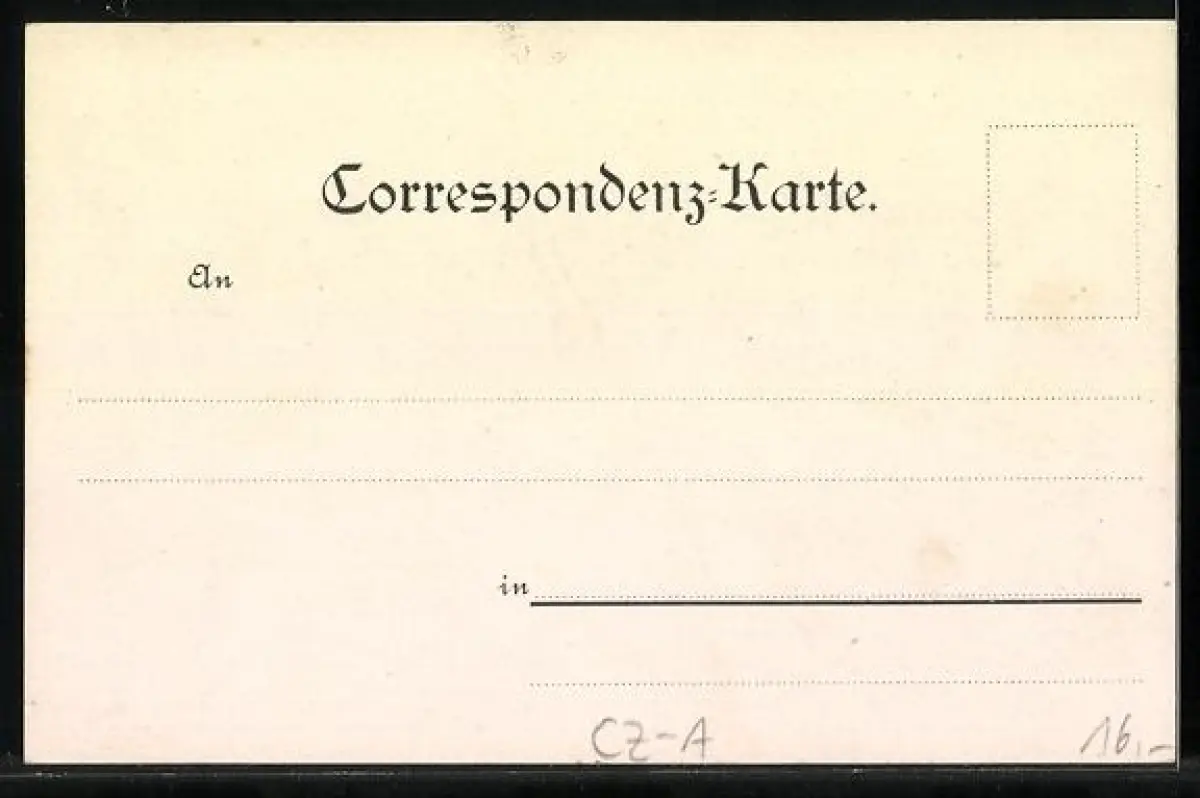 Correspondenz-Karte.
An
in
CZ-A
16,-